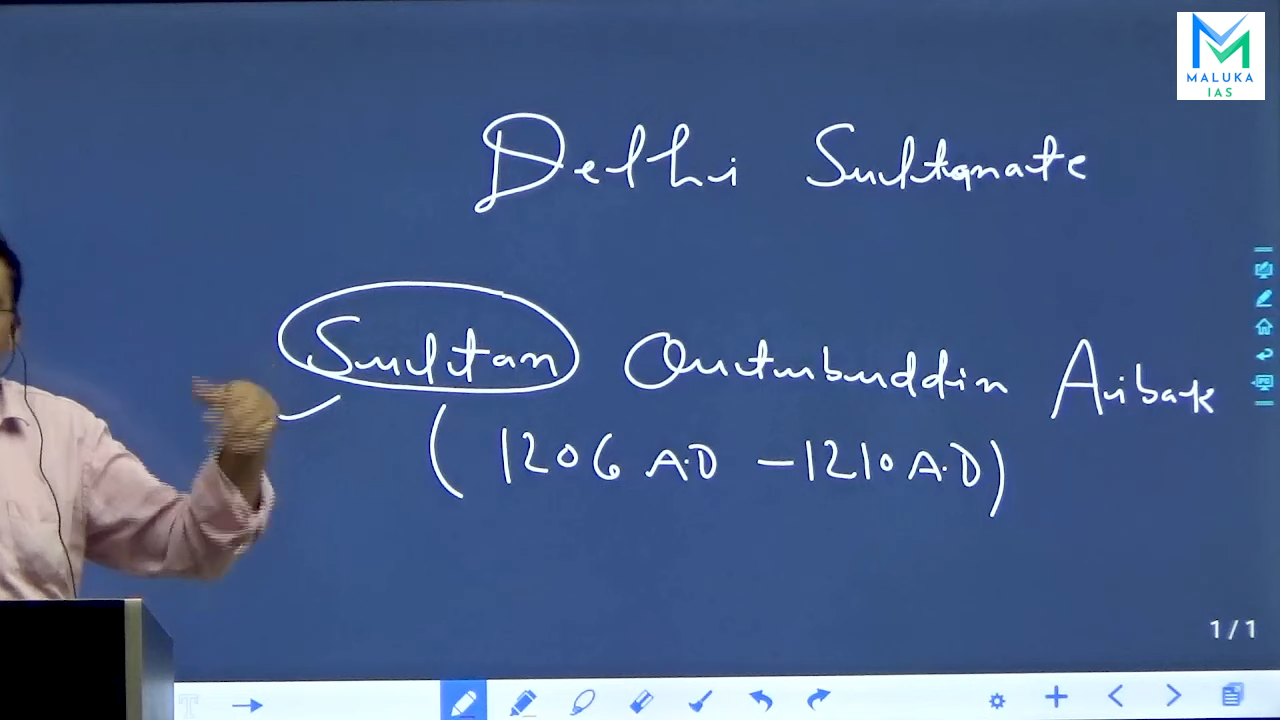 MALUKA
IAS
Delhi Sultanate
Sultan Qutubuddin Aibak
(1206 A.D - 1210 A.D)
1/1